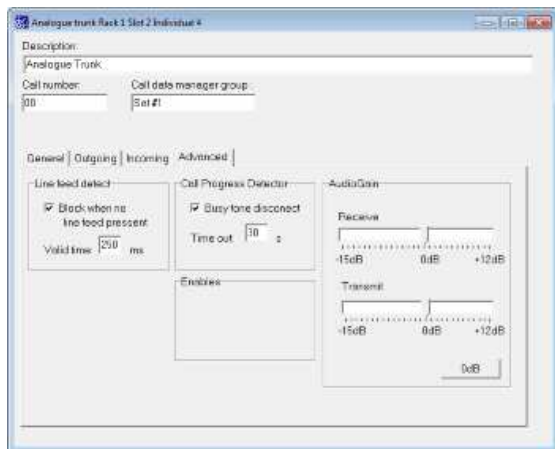 Analogue trunk Rack 1 Slot 2 Individual 4
Description:
Analogue Trunk
Call number:
Call data manager group
00
Set #1
General
Outgoing
Incoming
Advanced
Line feed detect
Block when no
line feed pressent
Valid time:
250
ms
Call Progress Detector
Busy tone disconect
Time out:
30
s
Enables
AudioGain
Receive
-15dB
0dB
+12dB
Transmit
-15dB
0dB
+12dB
0dB